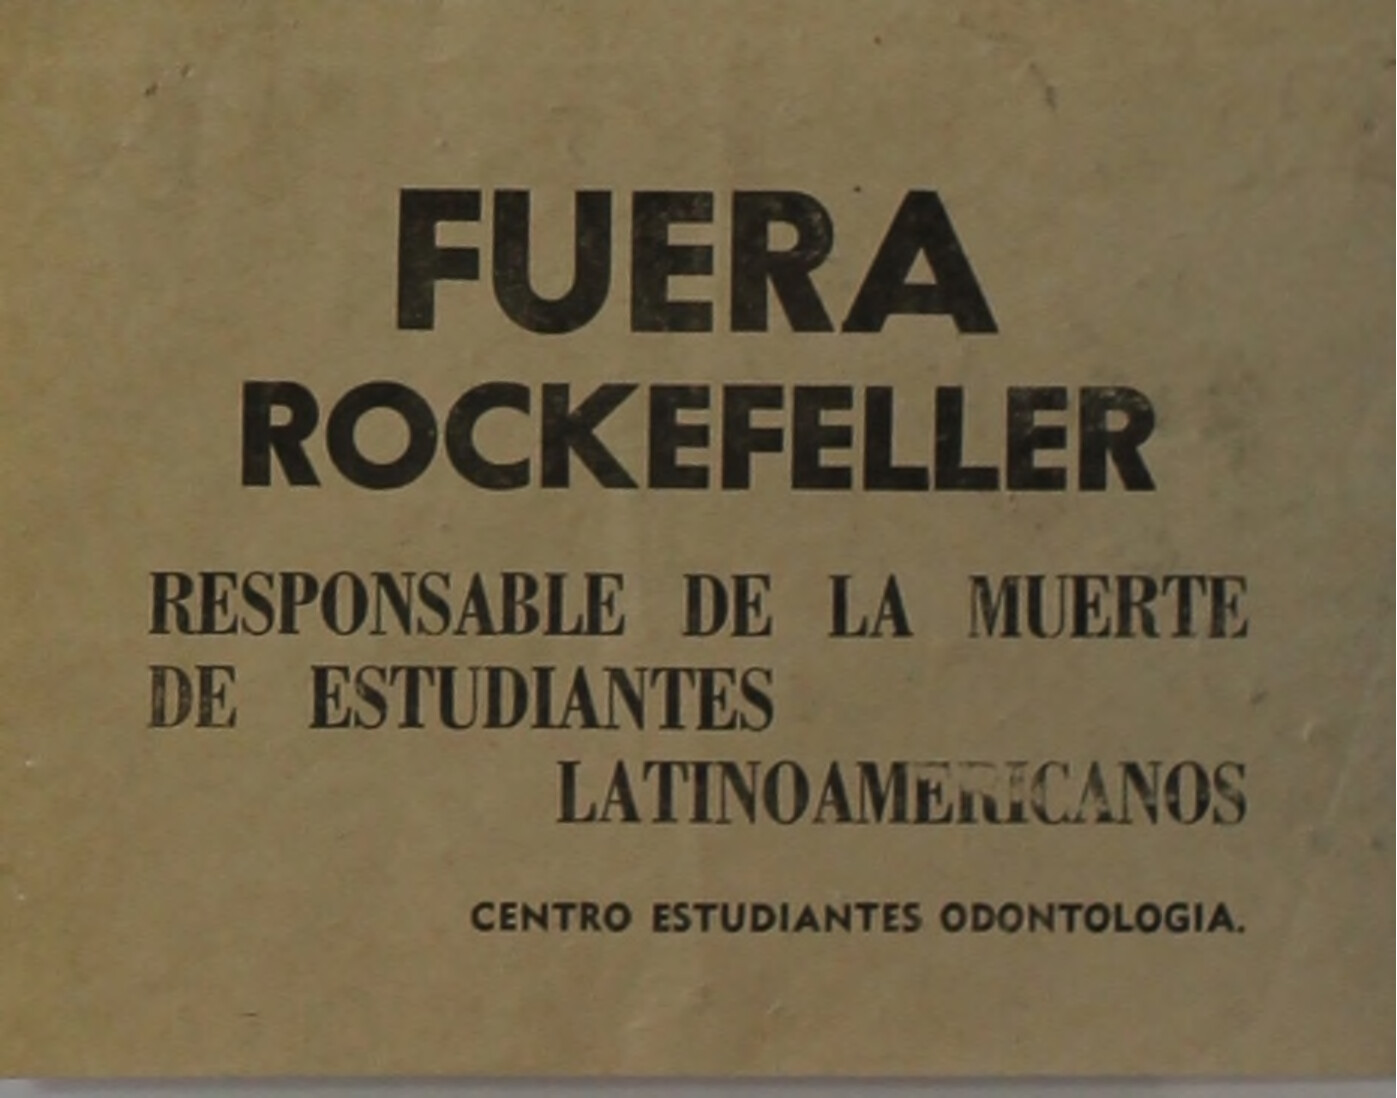 FUERA
ROCKEFELLER
RESPONSABLE DE LA MUERTE
DE ESTUDIANTES
LATINOAMERICANOS
CENTRO ESTUDIANTES ODONTOLOGIA.